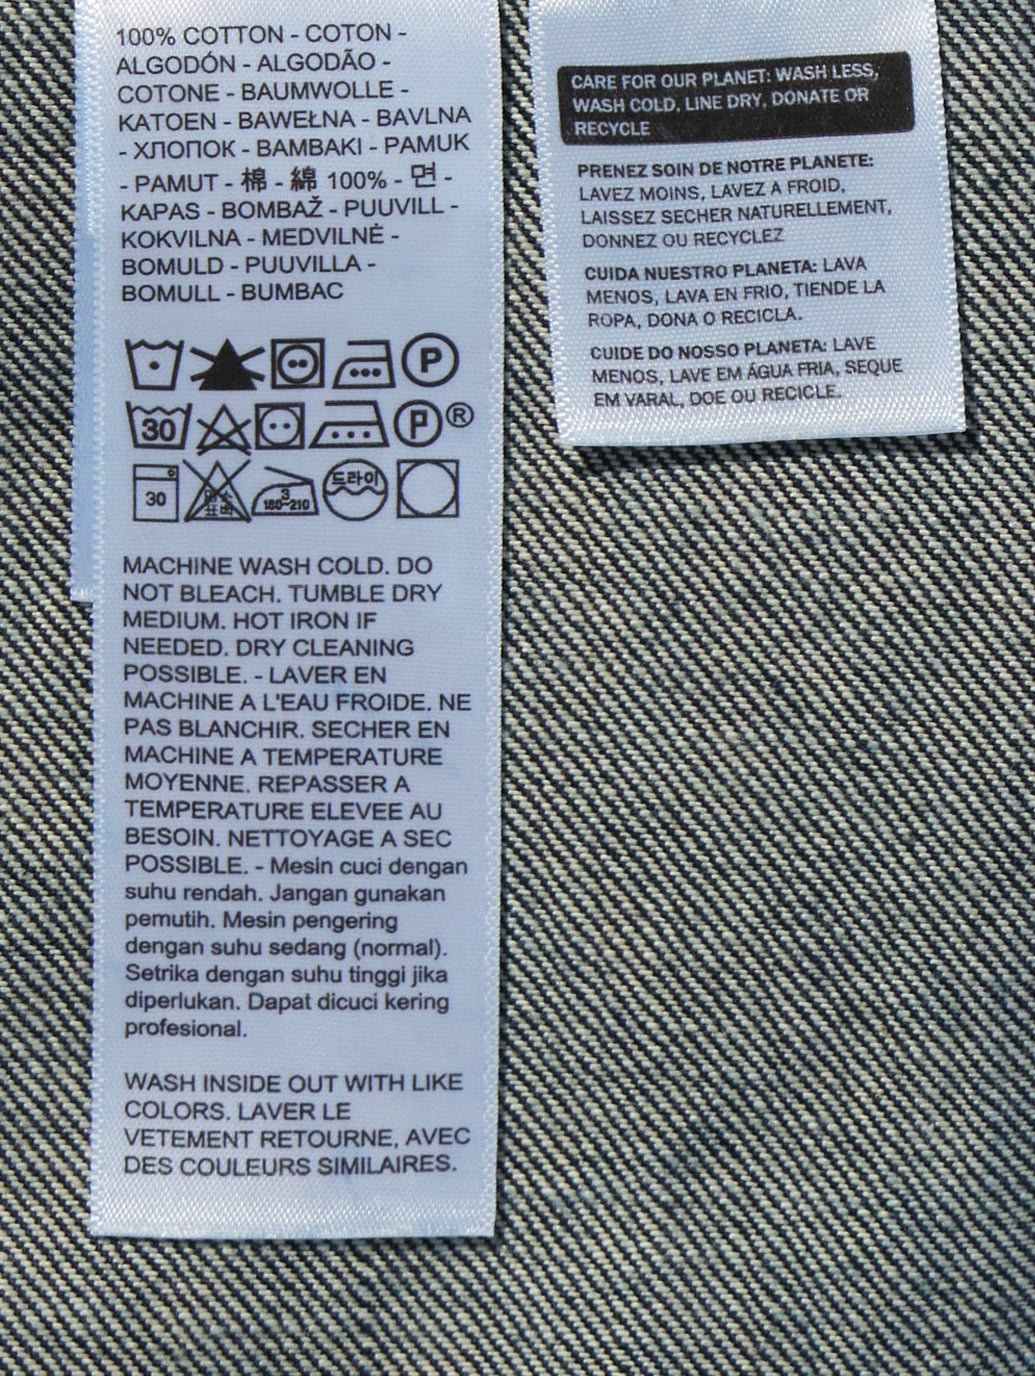 100% COTTON - COTON -
ALGODÓN - ALGODÃO -
COTONE - BAUMWOLLE -
KATOEN - BAWEŁNA - BAVLNA
- ХЛОПОК - BAMBAKI - PAMUK
- PAMUT - 棉 - 綿 100% - 면 -
KAPAS - BOMBAŽ - PUUVILL -
KOKVILNA - MEDVILNĖ -
BOMULD - PUUVILLA -
BOMULL - BUMBAC
P
30 P ®
30 염소표백 3 180~210 드라이
MACHINE WASH COLD. DO
NOT BLEACH. TUMBLE DRY
MEDIUM. HOT IRON IF
NEEDED. DRY CLEANING
POSSIBLE. - LAVER EN
MACHINE A L'EAU FROIDE. NE
PAS BLANCHIR. SECHER EN
MACHINE A TEMPERATURE
MOYENNE. REPASSER A
TEMPERATURE ELEVEE AU
BESOIN. NETTOYAGE A SEC
POSSIBLE. - Mesin cuci dengan
suhu rendah. Jangan gunakan
pemutih. Mesin pengering
dengan suhu sedang (normal).
Setrika dengan suhu tinggi jika
diperlukan. Dapat dicuci kering
profesional.
WASH INSIDE OUT WITH LIKE
COLORS. LAVER LE
VETEMENT RETOURNE, AVEC
DES COULEURS SIMILAIRES.
CARE FOR OUR PLANET: WASH LESS,
WASH COLD, LINE DRY, DONATE OR
RECYCLE
PRENEZ SOIN DE NOTRE PLANETE:
LAVEZ MOINS, LAVEZ A FROID,
LAISSEZ SECHER NATURELLEMENT,
DONNEZ OU RECYCLEZ
CUIDA NUESTRO PLANETA: LAVA
MENOS, LAVA EN FRIO, TIENDE LA
ROPA, DONA O RECICLA.
CUIDE DO NOSSO PLANETA: LAVE
MENOS, LAVE EM ÁGUA FRIA, SEQUE
EM VARAL, DOE OU RECICLE.